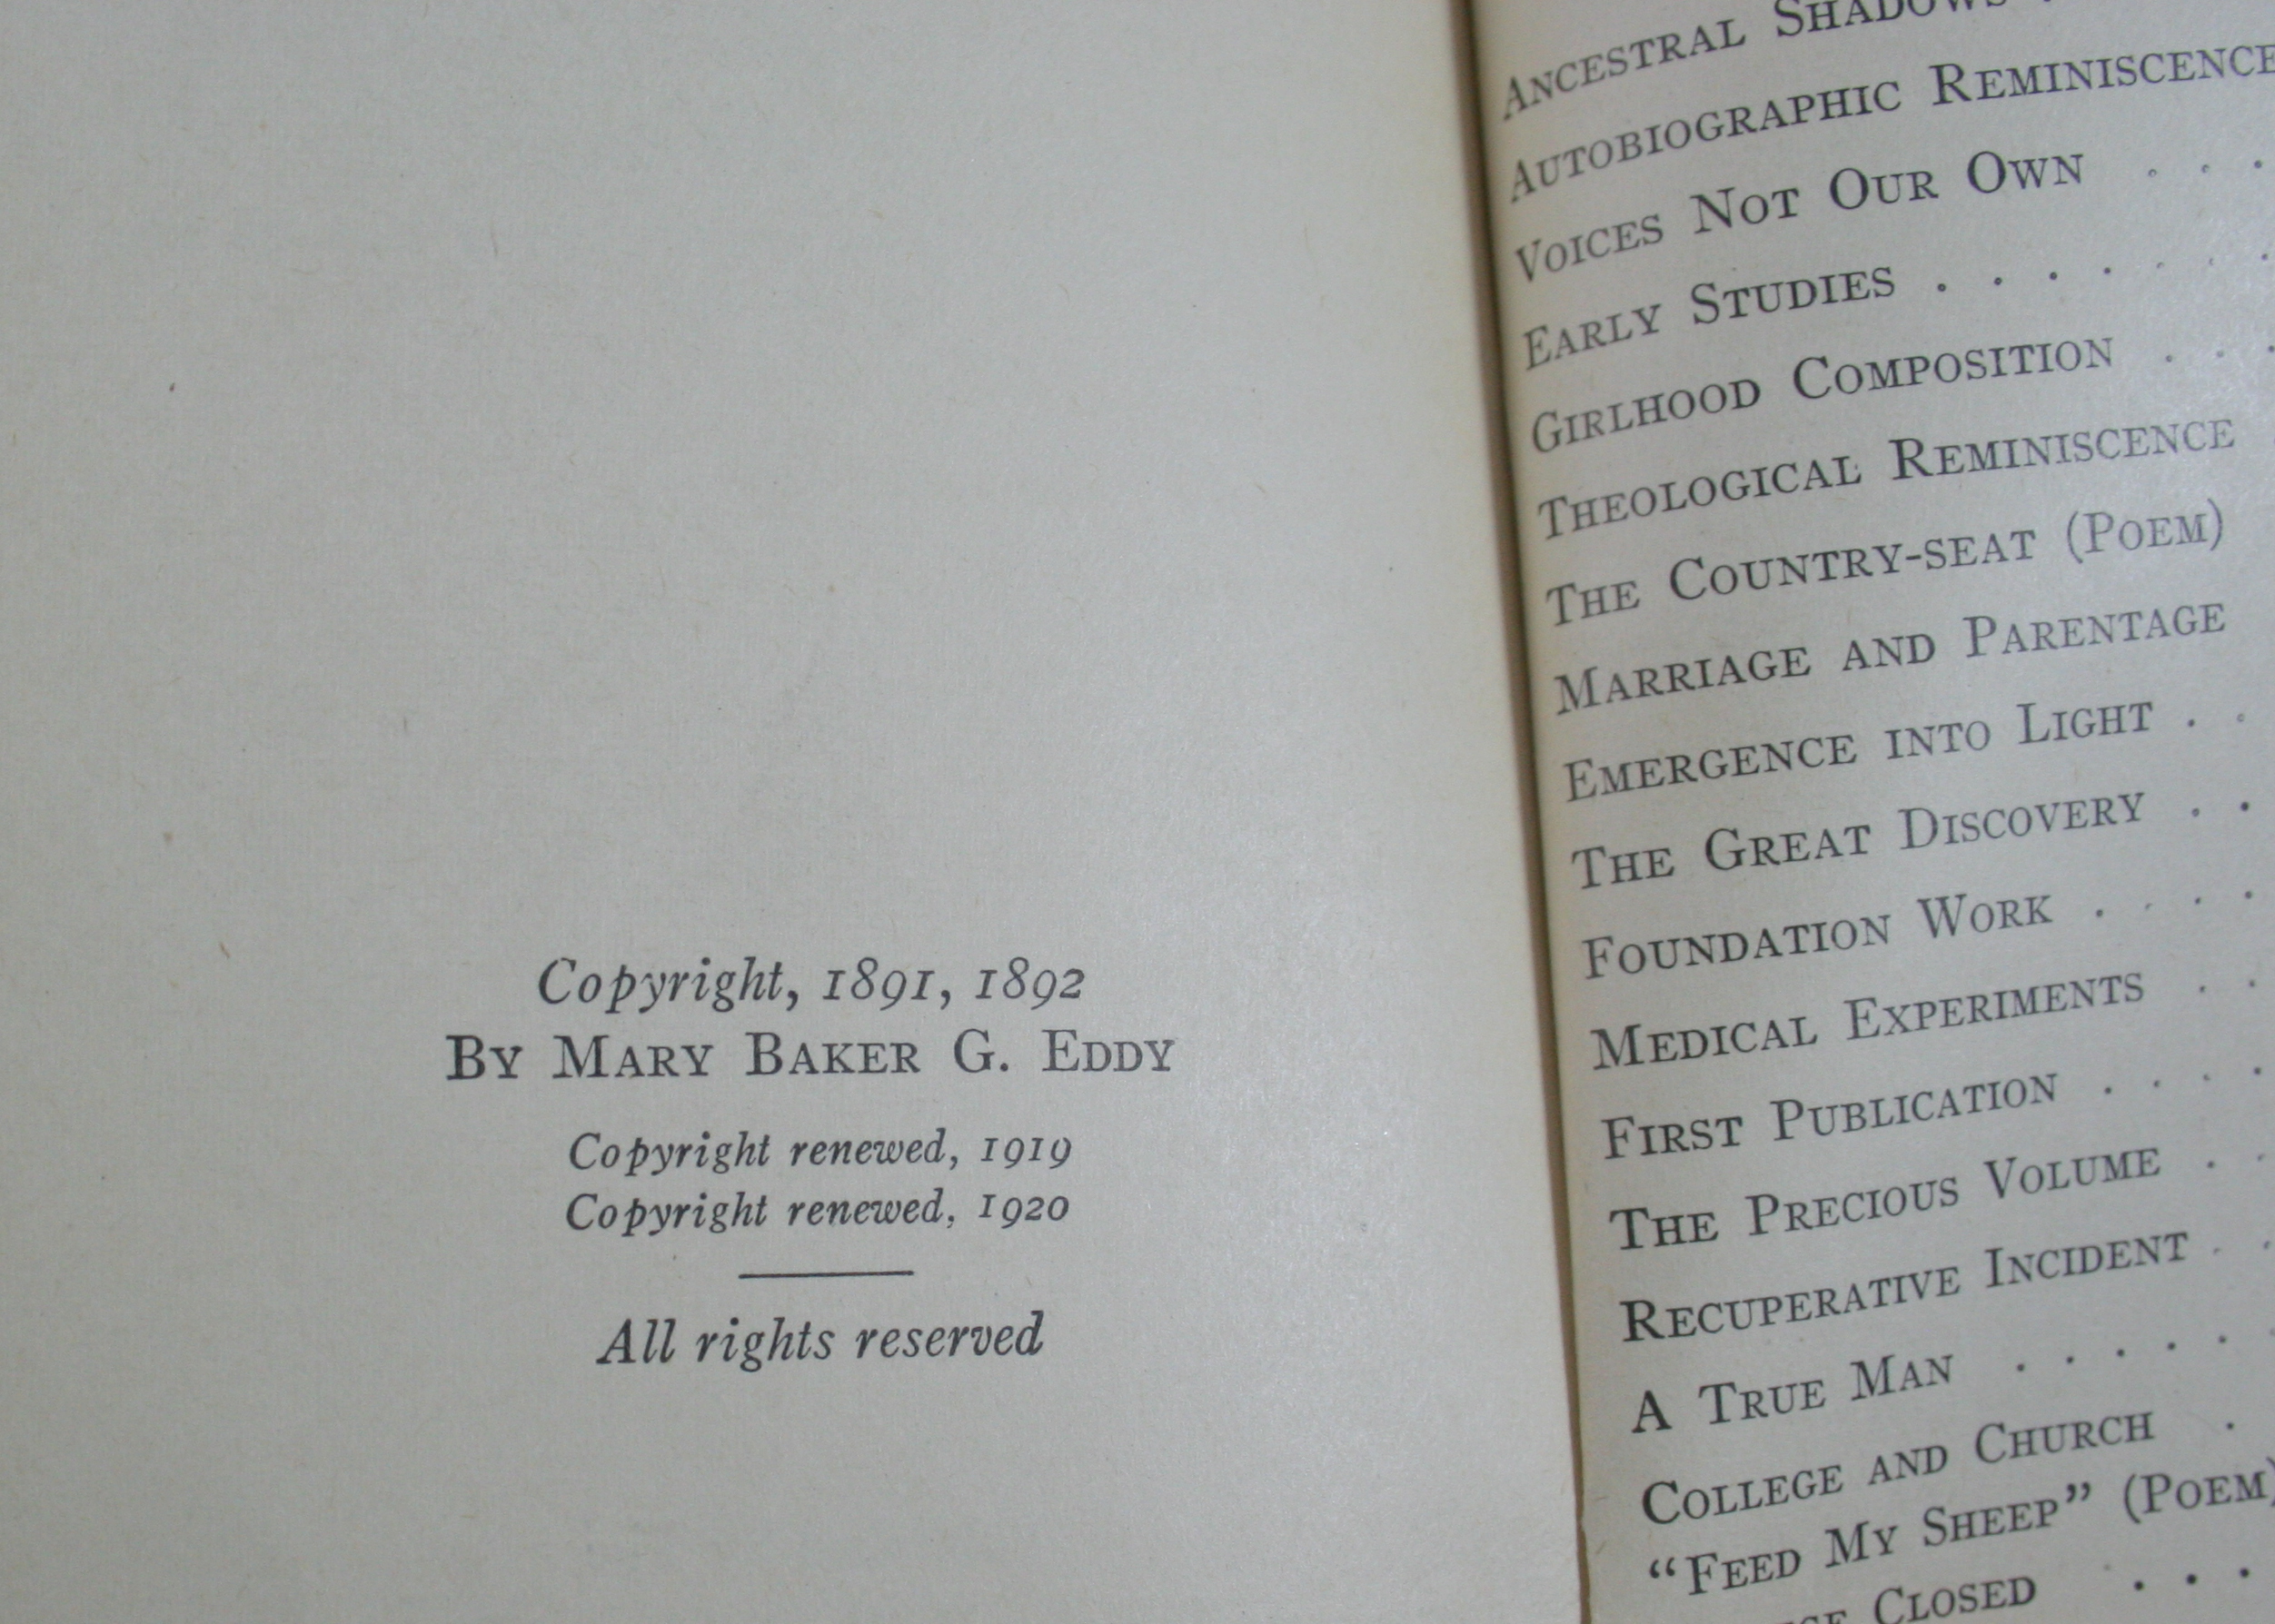 Copyright, 1891, 1892
BY MARY BAKER G. EDDY
Copyright renewed, 1919
Copyright renewed, 1920
All rights reserved
ANCESTRAL SHADOWS .
AUTOBIOGRAPHIC REMINISCENCE
VOICES NOT OUR OWN . . .
EARLY STUDIES . . . . . . .
GIRLHOOD COMPOSITION . . .
THEOLOGICAL REMINISCENCE
THE COUNTRY-SEAT (POEM)
MARRIAGE AND PARENTAGE
EMERGENCE INTO LIGHT . .
THE GREAT DISCOVERY . .
FOUNDATION WORK . . . .
MEDICAL EXPERIMENTS . .
FIRST PUBLICATION . . . .
THE PRECIOUS VOLUME . .
RECUPERATIVE INCIDENT . .
A TRUE MAN . . . . . .
COLLEGE AND CHURCH .
"FEED MY SHEEP" (POEM)
CLOSED . . .